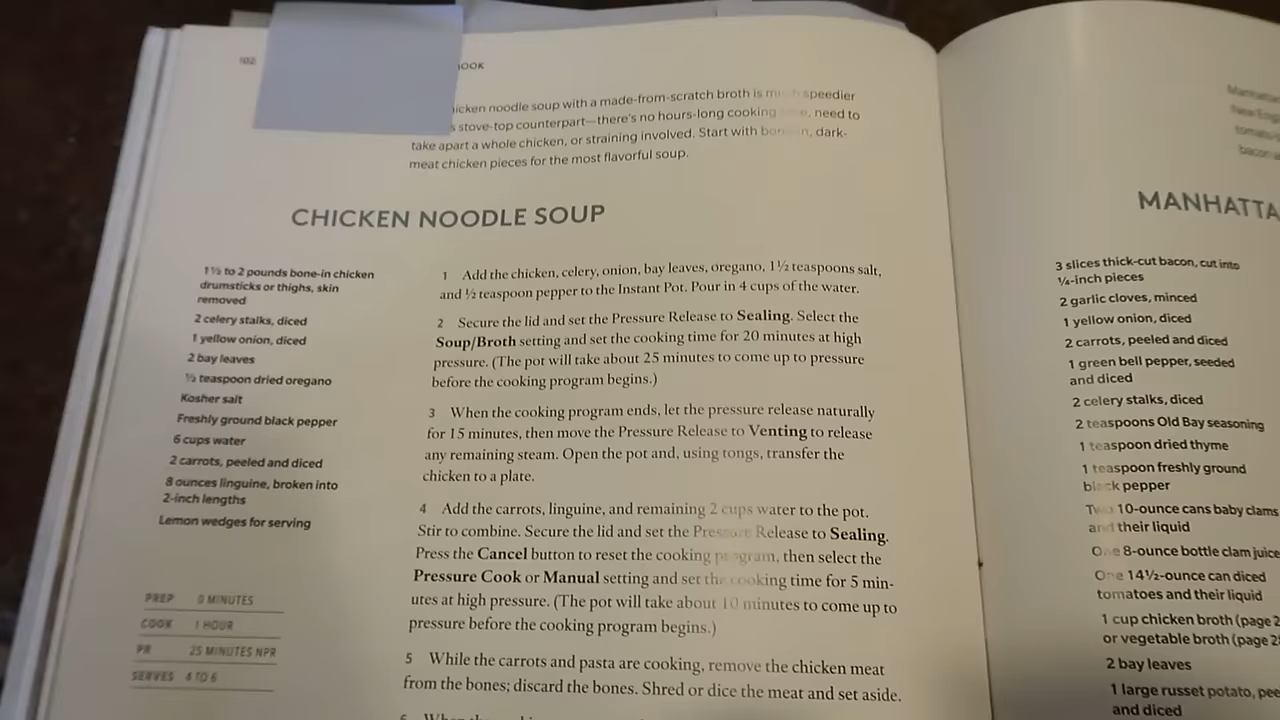 102
OOK
icken noodle soup with a made-from-scratch broth is much speedier
s stove-top counterpart—there's no hours-long cooking need to
take apart a whole chicken, or straining involved. Start with bone-in, dark-
meat chicken pieces for the most flavorful soup.
CHICKEN NOODLE SOUP
1½ to 2 pounds bone-in chicken
drumsticks or thighs, skin
removed
2 celery stalks, diced
1 yellow onion, diced
2 bay leaves
½ teaspoon dried oregano
Kosher salt
Freshly ground black pepper
6 cups water
2 carrots, peeled and diced
8 ounces linguine, broken into
2-inch lengths
Lemon wedges for serving
PREP 0 MINUTES
COOK 1 HOUR
PR 25 MINUTES NPR
SERVES 4 TO 6
1 Add the chicken, celery, onion, bay leaves, oregano, 1½ teaspoons salt,
and ½ teaspoon pepper to the Instant Pot. Pour in 4 cups of the water.
2 Secure the lid and set the Pressure Release to Sealing. Select the
Soup/Broth setting and set the cooking time for 20 minutes at high
pressure. (The pot will take about 25 minutes to come up to pressure
before the cooking program begins.)
3 When the cooking program ends, let the pressure release naturally
for 15 minutes, then move the Pressure Release to Venting to release
any remaining steam. Open the pot and, using tongs, transfer the
chicken to a plate.
4 Add the carrots, linguine, and remaining 2 cups water to the pot.
Stir to combine. Secure the lid and set the Pressure Release to Sealing.
Press the Cancel button to reset the cooking program, then select the
Pressure Cook or Manual setting and set the cooking time for 5 min-
utes at high pressure. (The pot will take about 10 minutes to come up to
pressure before the cooking program begins.)
5 While the carrots and pasta are cooking, remove the chicken meat
from the bones; discard the bones. Shred or dice the meat and set aside.
6 When the
Manhatta
New Eng
tomato
bacon a
MANHATTA
3 slices thick-cut bacon, cut into
¼-inch pieces
2 garlic cloves, minced
1 yellow onion, diced
2 carrots, peeled and diced
1 green bell pepper, seeded
and diced
2 celery stalks, diced
2 teaspoons Old Bay seasoning
1 teaspoon dried thyme
1 teaspoon freshly ground
black pepper
Two 10-ounce cans baby clams
and their liquid
One 8-ounce bottle clam juice
One 14½-ounce can diced
tomatoes and their liquid
1 cup chicken broth (page 2
or vegetable broth (page 2
2 bay leaves
1 large russet potato, pee
and diced